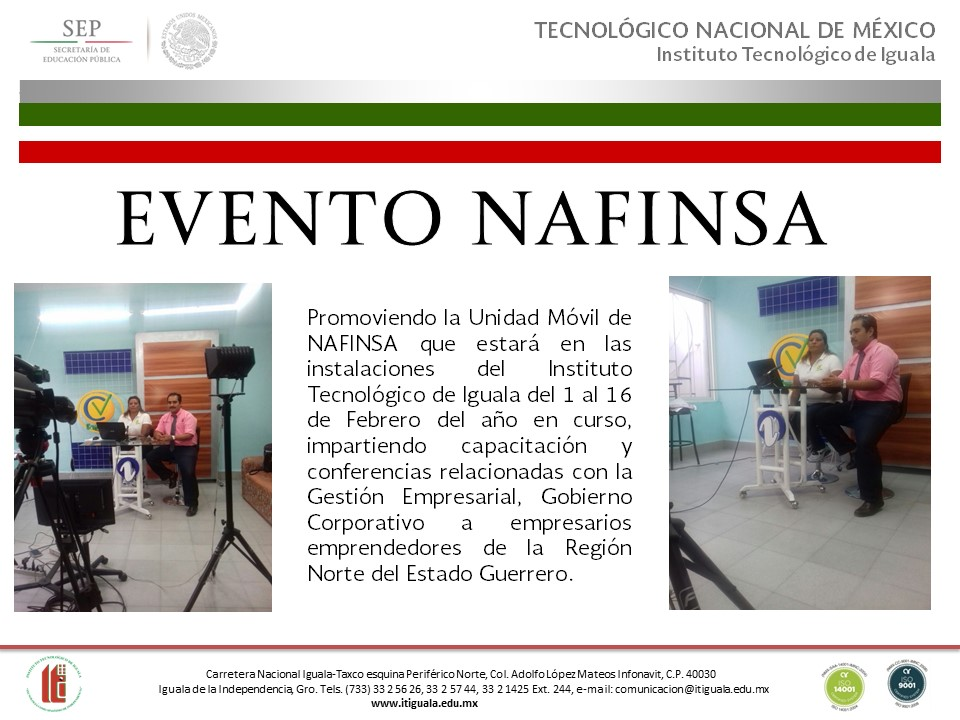 SEP
SECRETARÍA DE
EDUCACIÓN PÚBLICA
TECNOLÓGICO NACIONAL DE MÉXICO
Instituto Tecnológico de Iguala
EVENTO NAFINSA
Promoviendo la Unidad Móvil de
NAFINSA que estará en las
instalaciones del Instituto
Tecnológico de Iguala del 1 al 16
de Febrero del año en curso,
impartiendo capacitación y
conferencias relacionadas con la
Gestión Empresarial, Gobierno
Corporativo a empresarios
emprendedores de la Región
Norte del Estado Guerrero.
Carretera Nacional Iguala-Taxco esquina Periférico Norte, Col. Adolfo López Mateos Infonavit, C.P. 40030
Iguala de la Independencia, Gro. Tels. (733) 33 2 56 26, 33 2 57 44, 33 2 1425 Ext. 244, e-mail: comunicacion@itiguala.edu.mx
www.itiguala.edu.mx
ISO
14001
ISO
9001